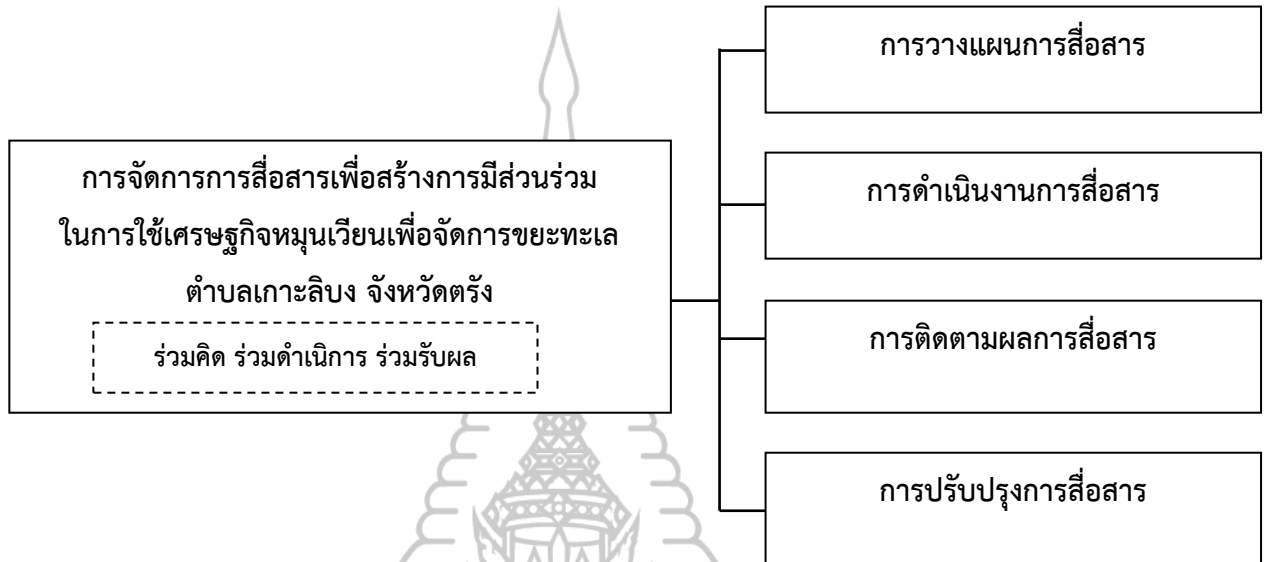 การวางแผนการสื่อสาร
การจัดการการสื่อสารเพื่อสร้างการมีส่วนร่วม
ในการใช้เศรษฐกิจหมุนเวียนเพื่อจัดการขยะทะเล
ตำบลเกาะลิบง จังหวัดตรัง
ร่วมคิด ร่วมดำเนิการ ร่วมรับผล
การดำเนินงานการสื่อสาร
การติดตามผลการสื่อสาร
การปรับปรุงการสื่อสาร